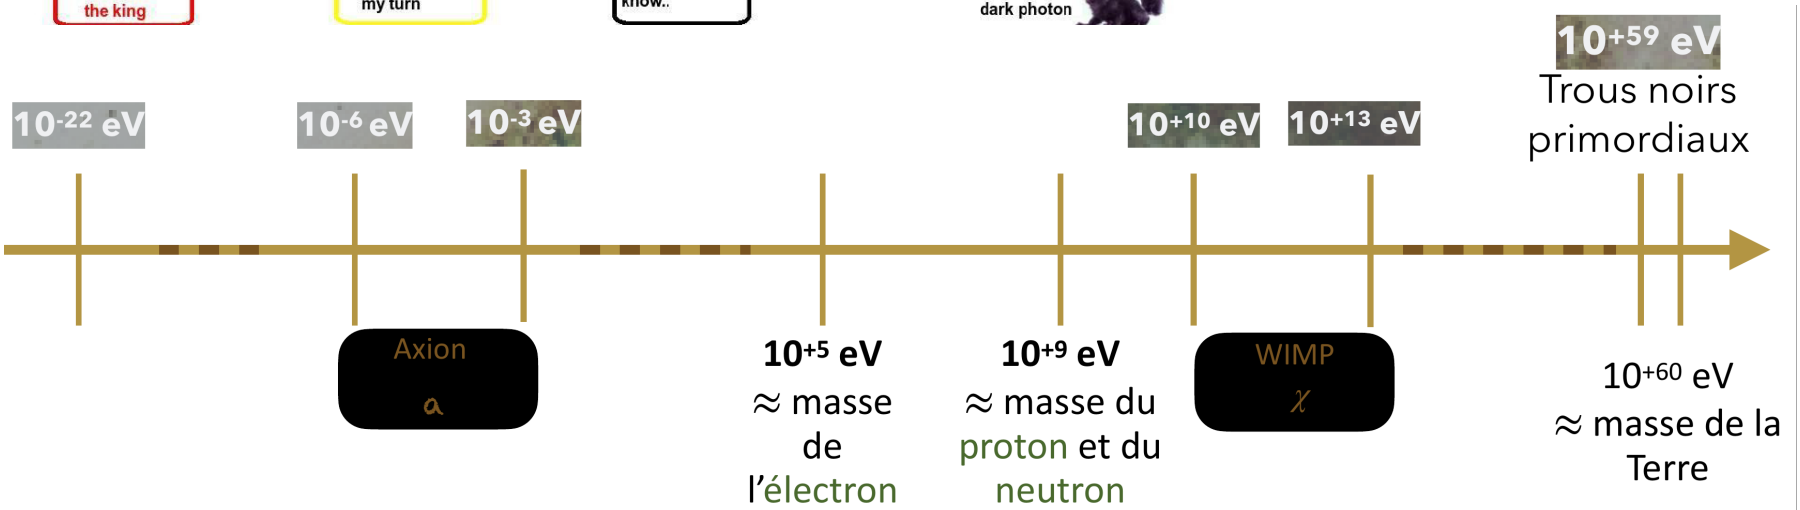 the king
my turn
know..
dark photon
10+59 eV
Trous noirs
primordiaux
10-22 eV
10-6 eV
10-3 eV
10+10 eV
10+13 eV
Axion
a
10+5 eV
≈ masse
de
l’électron
10+9 eV
≈ masse du
proton et du
neutron
WIMP
χ
10+60 eV
≈ masse de la
Terre